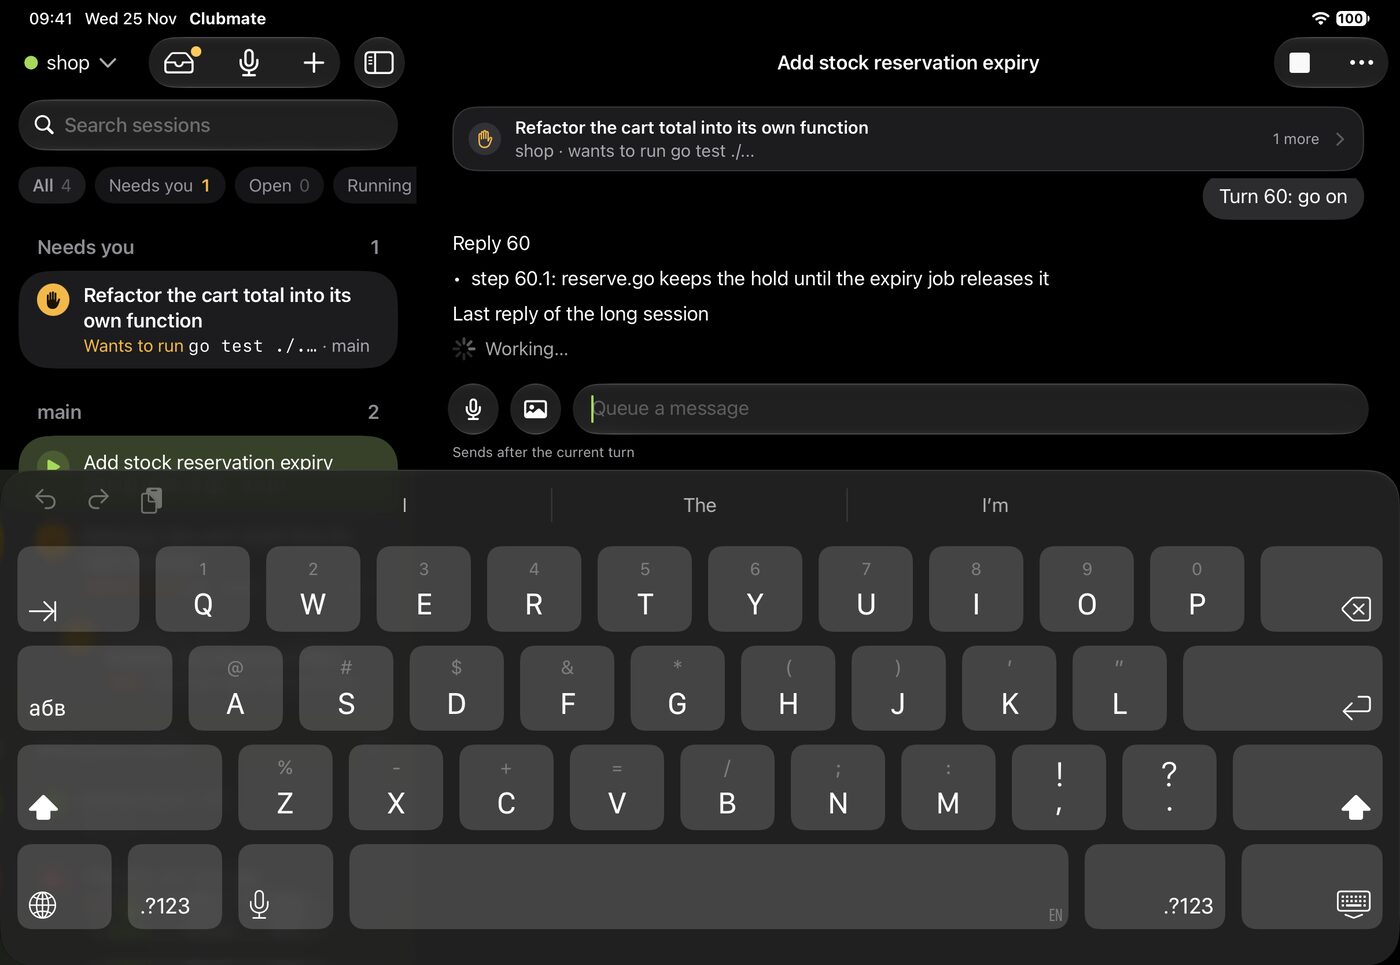 09:41 Wed 25 Nov Clubmate
100
shop
Add stock reservation expiry
Search sessions
All 4
Needs you 1
Open 0
Running
Needs you 1
Refactor the cart total into its
own function
Wants to run go test ./.… · main
main 2
Add stock reservation expiry
Refactor the cart total into its own function
shop · wants to run go test ./...
1 more
Turn 60: go on
Reply 60
• step 60.1: reserve.go keeps the hold until the expiry job releases it
Last reply of the long session
Working...
Queue a message
Sends after the current turn
I The I'm
1 2 3 4 5 6 7 8 9 0
Q W E R T Y U I O P
@ # $ & * ( ) ' "
абв A S D F G H J K L
% - + = / ; : ! ?
Z X C V B N M , .
.?123 EN .?123